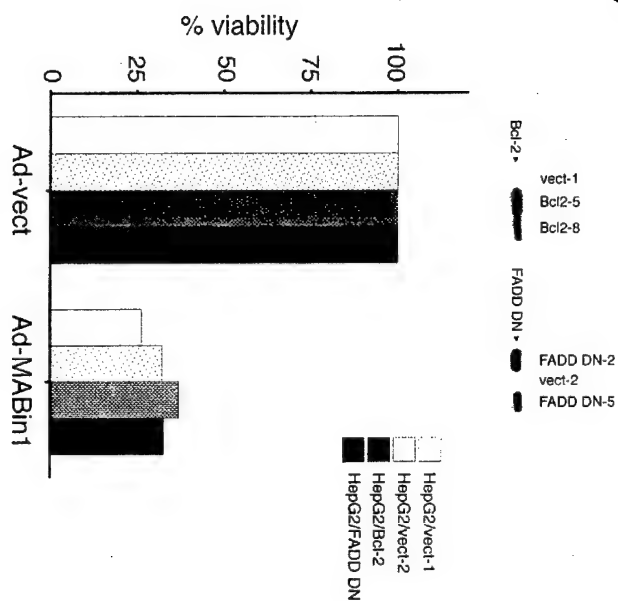 % viability
0
25
50
75
100
Ad-vect
Ad-MABin1
Bcl-2
vect-1
Bcl2-5
Bcl2-8
FADD DN
FADD DN-2
vect-2
FADD DN-5
HepG2/vect-1
HepG2/vect-2
HepG2/Bcl-2
HepG2/FADD DN